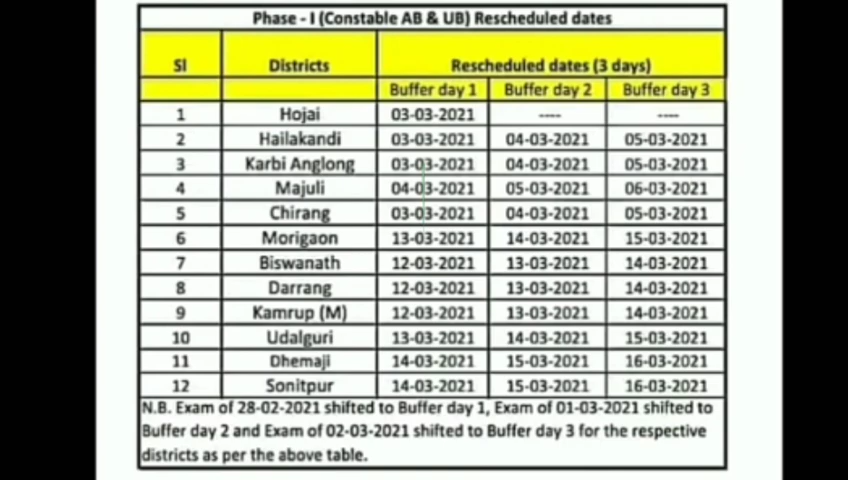 Phase - I (Constable AB & UB) Rescheduled dates
Sl Districts Rescheduled dates (3 days)
Buffer day 1 Buffer day 2 Buffer day 3
1 Hojai 03-03-2021 ---- ----
2 Hailakandi 03-03-2021 04-03-2021 05-03-2021
3 Karbi Anglong 03-03-2021 04-03-2021 05-03-2021
4 Majuli 04-03-2021 05-03-2021 06-03-2021
5 Chirang 03-03-2021 04-03-2021 05-03-2021
6 Morigaon 13-03-2021 14-03-2021 15-03-2021
7 Biswanath 12-03-2021 13-03-2021 14-03-2021
8 Darrang 12-03-2021 13-03-2021 14-03-2021
9 Kamrup (M) 12-03-2021 13-03-2021 14-03-2021
10 Udalguri 13-03-2021 14-03-2021 15-03-2021
11 Dhemaji 14-03-2021 15-03-2021 16-03-2021
12 Sonitpur 14-03-2021 15-03-2021 16-03-2021
N.B. Exam of 28-02-2021 shifted to Buffer day 1, Exam of 01-03-2021 shifted to
Buffer day 2 and Exam of 02-03-2021 shifted to Buffer day 3 for the respective
districts as per the above table.